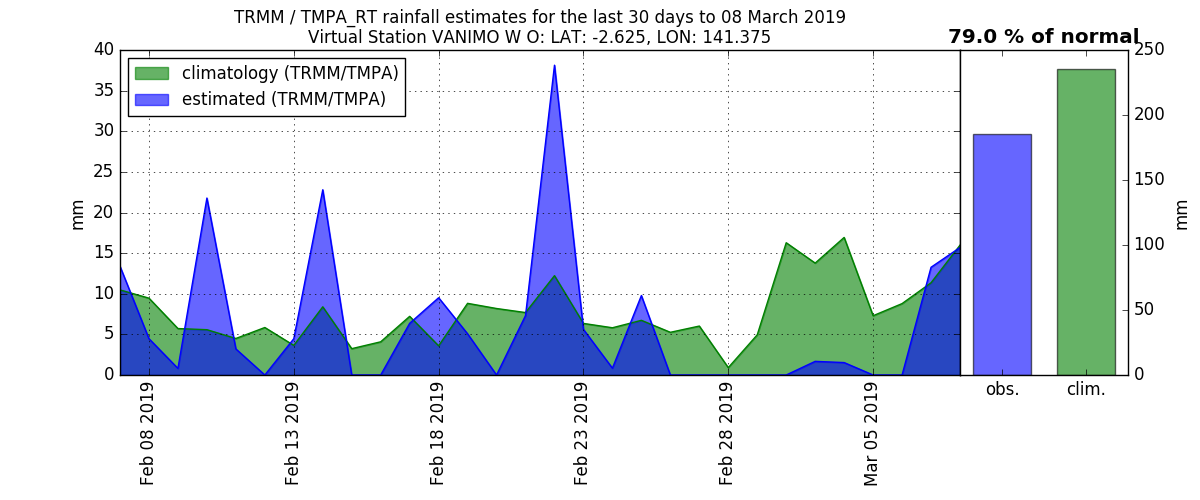 TRMM / TMPA_RT rainfall estimates for the last 30 days to 08 March 2019
Virtual Station VANIMO W O: LAT: -2.625, LON: 141.375
79.0 % of normal
climatology (TRMM/TMPA)
estimated (TRMM/TMPA)
mm
40
35
30
25
20
15
10
5
0
Feb 08 2019
Feb 13 2019
Feb 18 2019
Feb 23 2019
Feb 28 2019
Mar 05 2019
obs.
clim.
250
200
150
100
50
0
mm